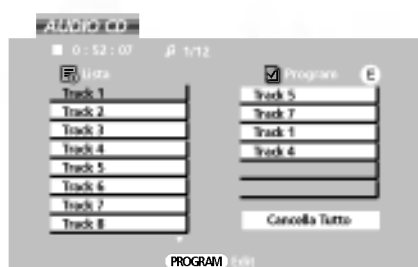 AUDIO CD
0:52:07 1/12
Lista
Track 1
Track 2
Track 3
Track 4
Track 5
Track 6
Track 7
Track 8
Program E
Track 5
Track 7
Track 1
Track 4
Cancella Tutto
PROGRAM Edit